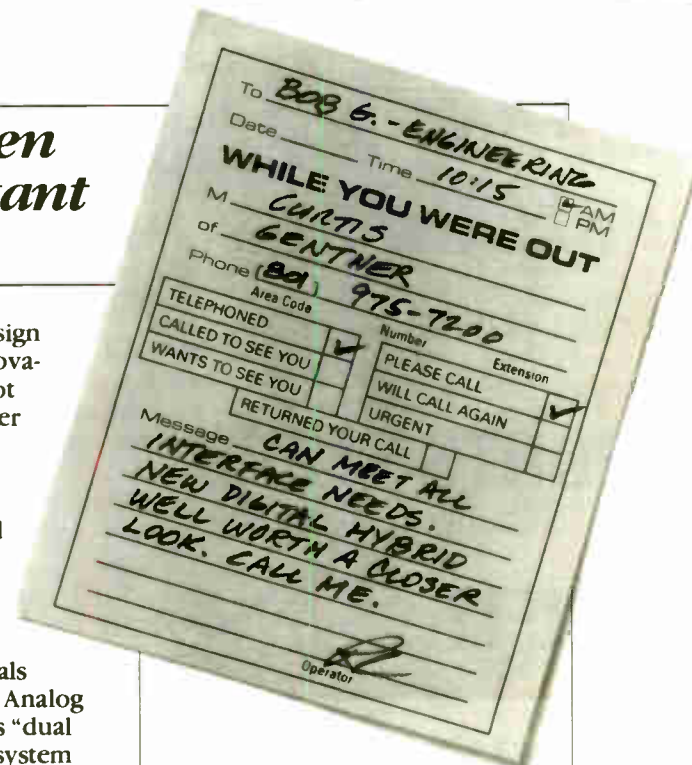 en
tant
sign
ova-
ot
er
d
als
Analog
s “dual
system
To BOB G. - ENGINEERING
Date Time 10:15 AM
PM
WHILE YOU WERE OUT
M CURTIS
of GENTNER
Phone (801) 975-7200
Area Code Number Extension
TELEPHONED
CALLED TO SEE YOU
WANTS TO SEE YOU
PLEASE CALL
WILL CALL AGAIN
URGENT
RETURNED YOUR CALL
Message CAN MEET ALL
INTERFACE NEEDS.
NEW DIGITAL HYBRID
WELL WORTH A CLOSER
LOOK. CALL ME.
Operator